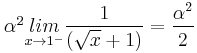 α² lim_{x→1⁻} 1/(√x + 1) = α²/2